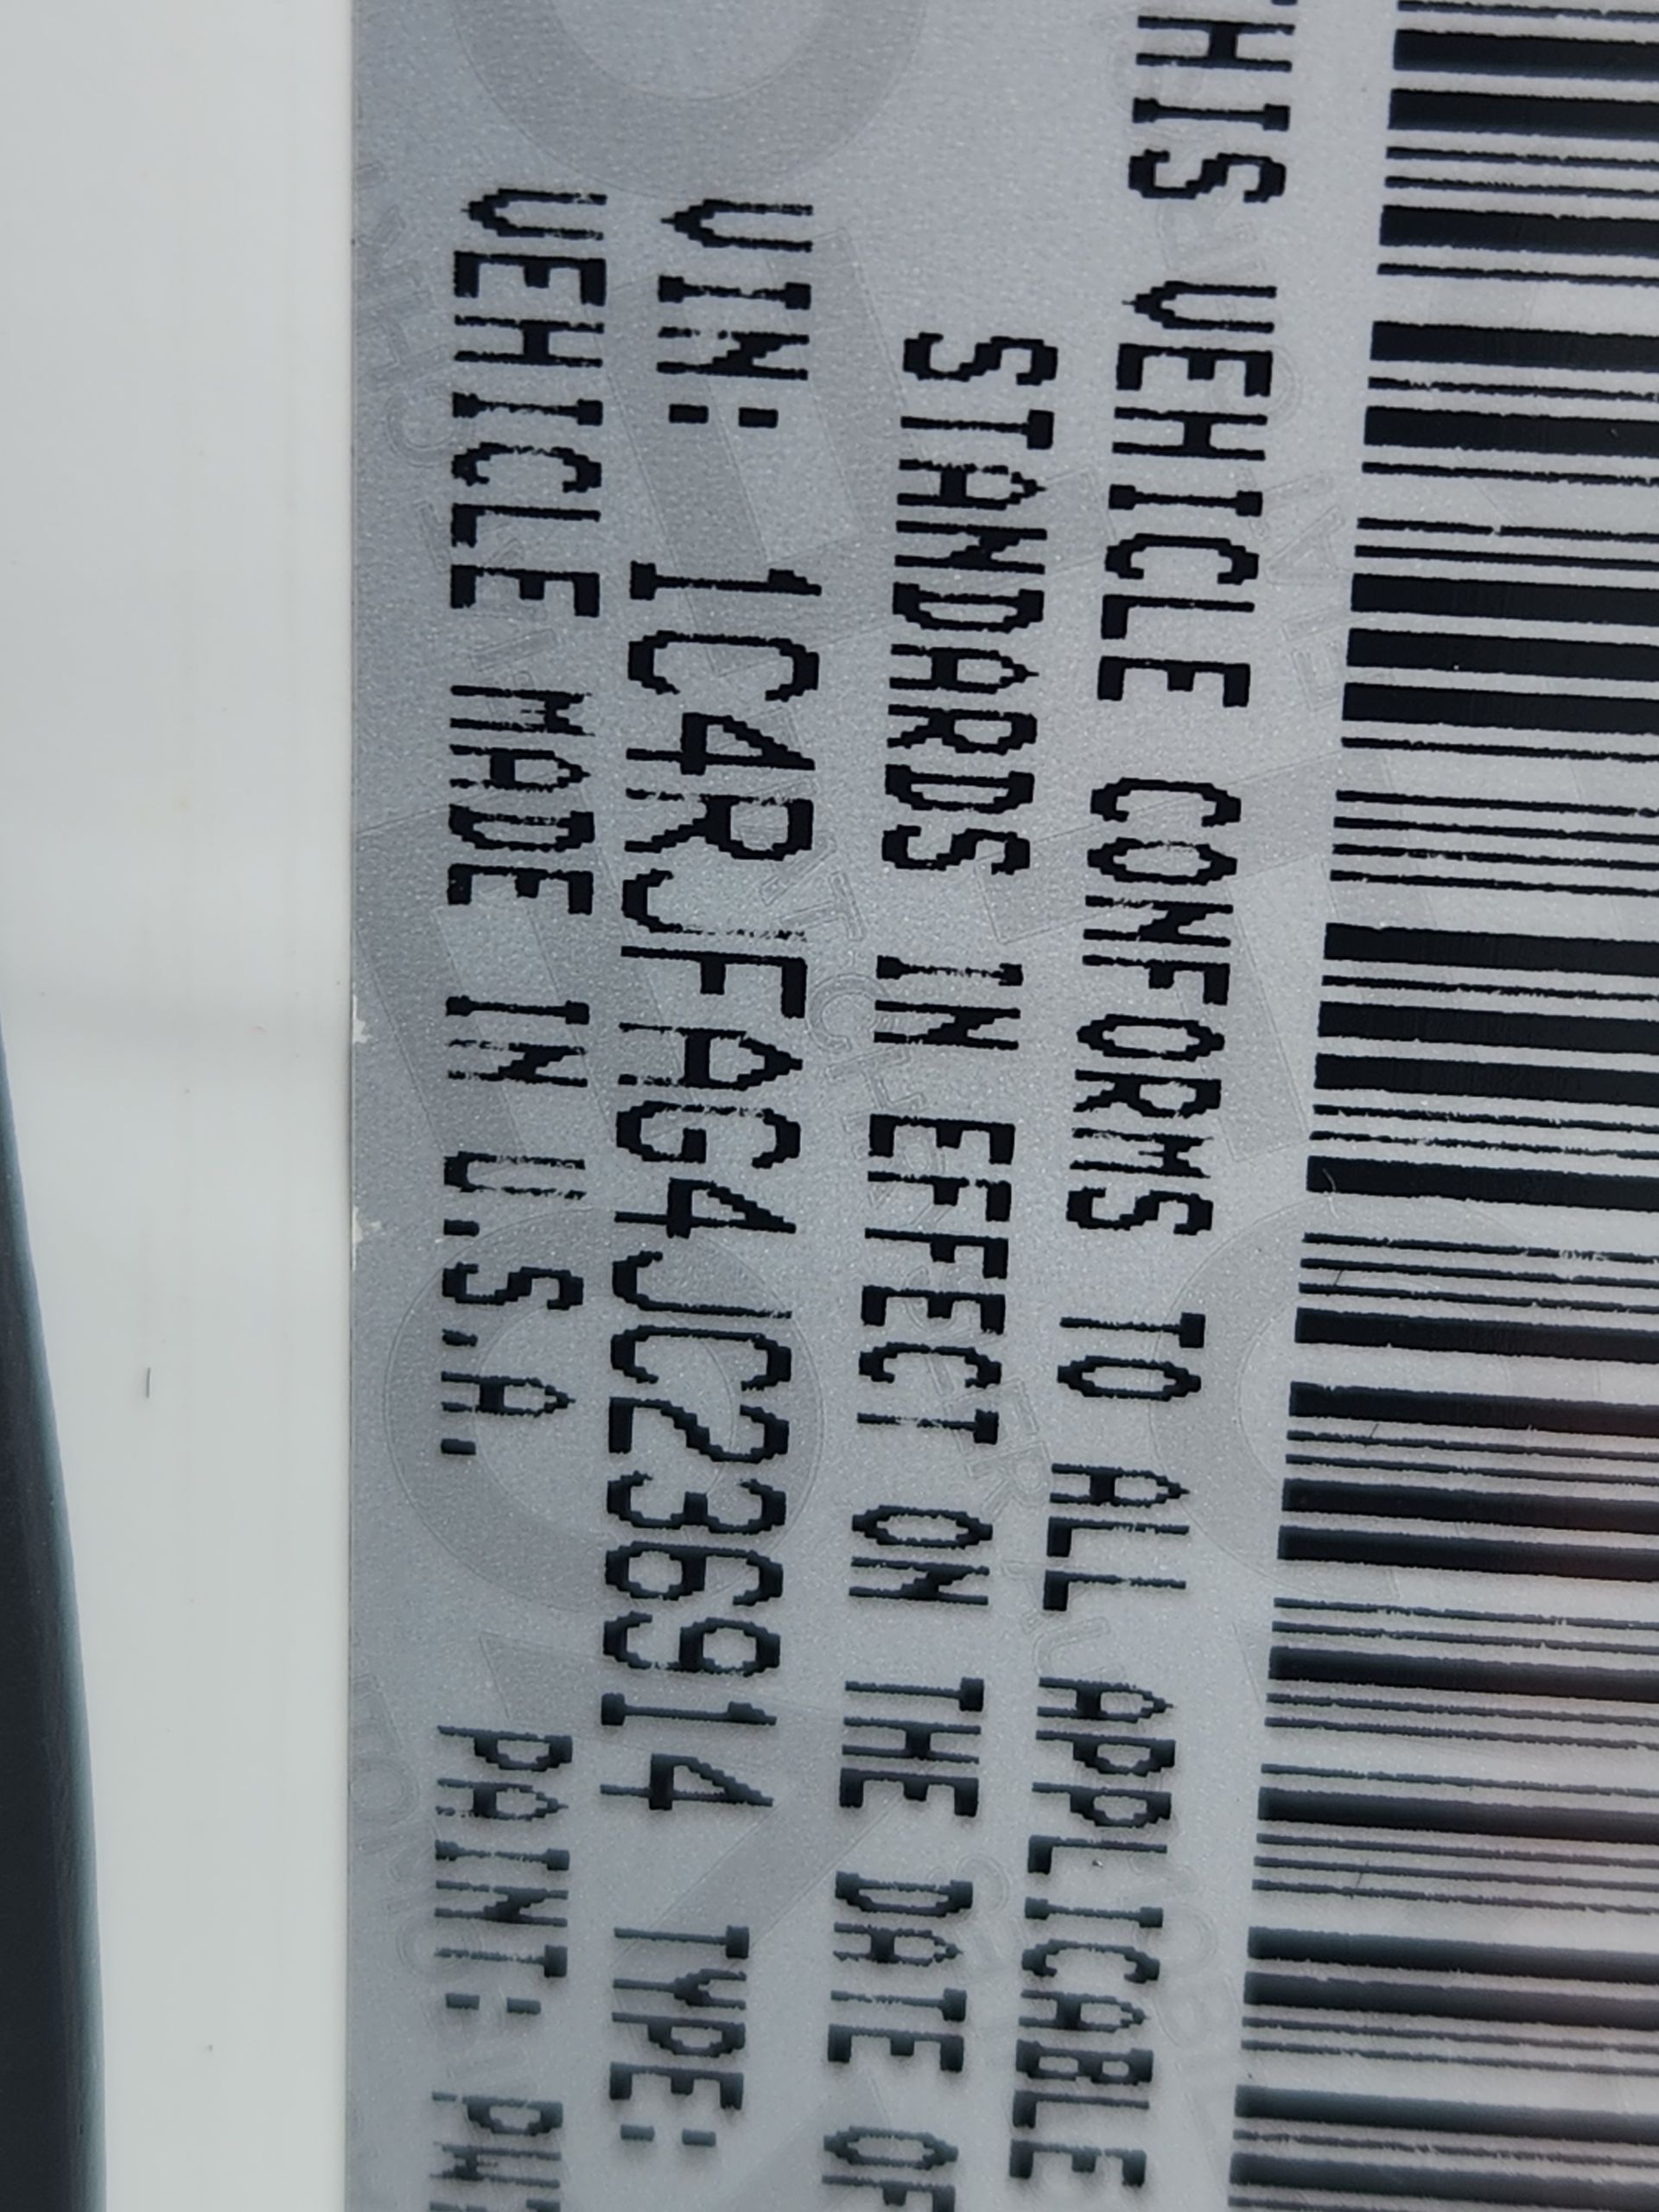 THIS VEHICLE CONFORMS TO ALL APPLICABLE
STANDARDS IN EFFECT ON THE DATE OF
VIN: 1C4RJFAG4JC236914 TYPE:
VEHICLE MADE IN U.S.A. PAINT: